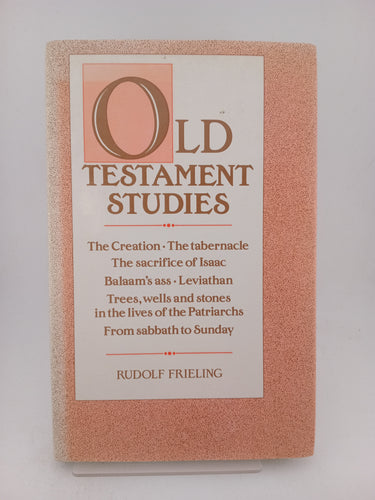 OLD
TESTAMENT
STUDIES
The Creation · The tabernacle
The sacrifice of Isaac
Balaam's ass · Leviathan
Trees, wells and stones
in the lives of the Patriarchs
From sabbath to Sunday
RUDOLF FRIELING